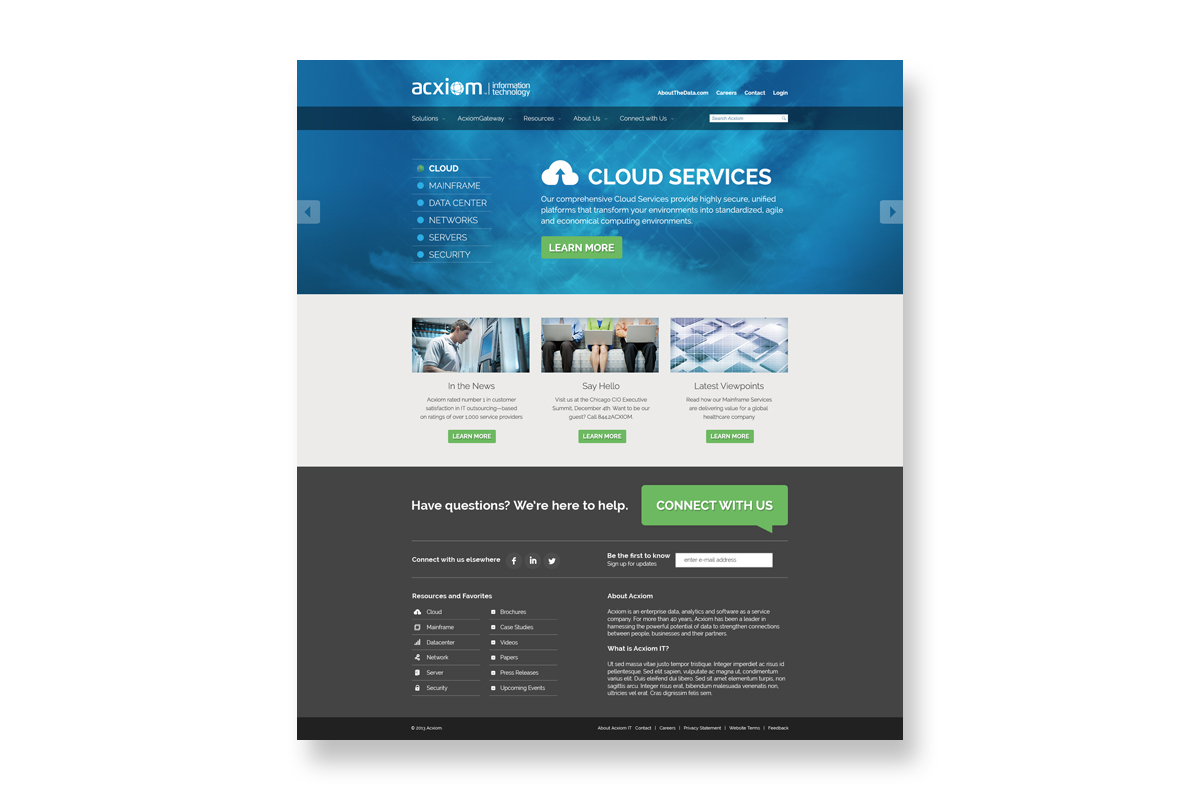 acxiom | information technology
AboutTheData.com Careers Contact Login
Solutions AcxiomGateway Resources About Us Connect with Us Search Acxiom
CLOUD
MAINFRAME
DATA CENTER
NETWORKS
SERVERS
SECURITY
CLOUD SERVICES
Our comprehensive Cloud Services provide highly secure, unified
platforms that transform your environments into standardized, agile
and economical computing environments.
LEARN MORE
In the News
Acxiom rated number 1 in customer
satisfaction in IT outsourcing—based
on ratings of over 1,000 service providers
LEARN MORE
Say Hello
Visit us at the Chicago CIO Executive
Summit, December 4th. Want to be our
guest? Call 844.2ACXIOM.
LEARN MORE
Latest Viewpoints
Read how our Mainframe Services
are delivering value for a global
healthcare company
LEARN MORE
Have questions? We're here to help.
CONNECT WITH US
Connect with us elsewhere
Be the first to know
Sign up for updates
enter e-mail address
Resources and Favorites
Cloud
Mainframe
Datacenter
Network
Server
Security
Brochures
Case Studies
Videos
Papers
Press Releases
Upcoming Events
About Acxiom
Acxiom is an enterprise data, analytics and software as a service
company. For more than 40 years, Acxiom has been a leader in
harnessing the powerful potential of data to strengthen connections
between people, businesses and their partners.
What is Acxiom IT?
Ut sed massa vitae justo tempor tristique. Integer imperdiet ac risus id
pellentesque. Sed elit sapien, vulputate ac magna ut, condimentum
varius elit. Duis eleifend dui libero. Sed sit amet elementum turpis, non
sagittis arcu. Integer risus erat, bibendum malesuada venenatis non,
ultricies vel erat. Cras dignissim felis sem.
© 2013 Acxiom
About Acxiom IT Contact | Careers | Privacy Statement | Website Terms | Feedback